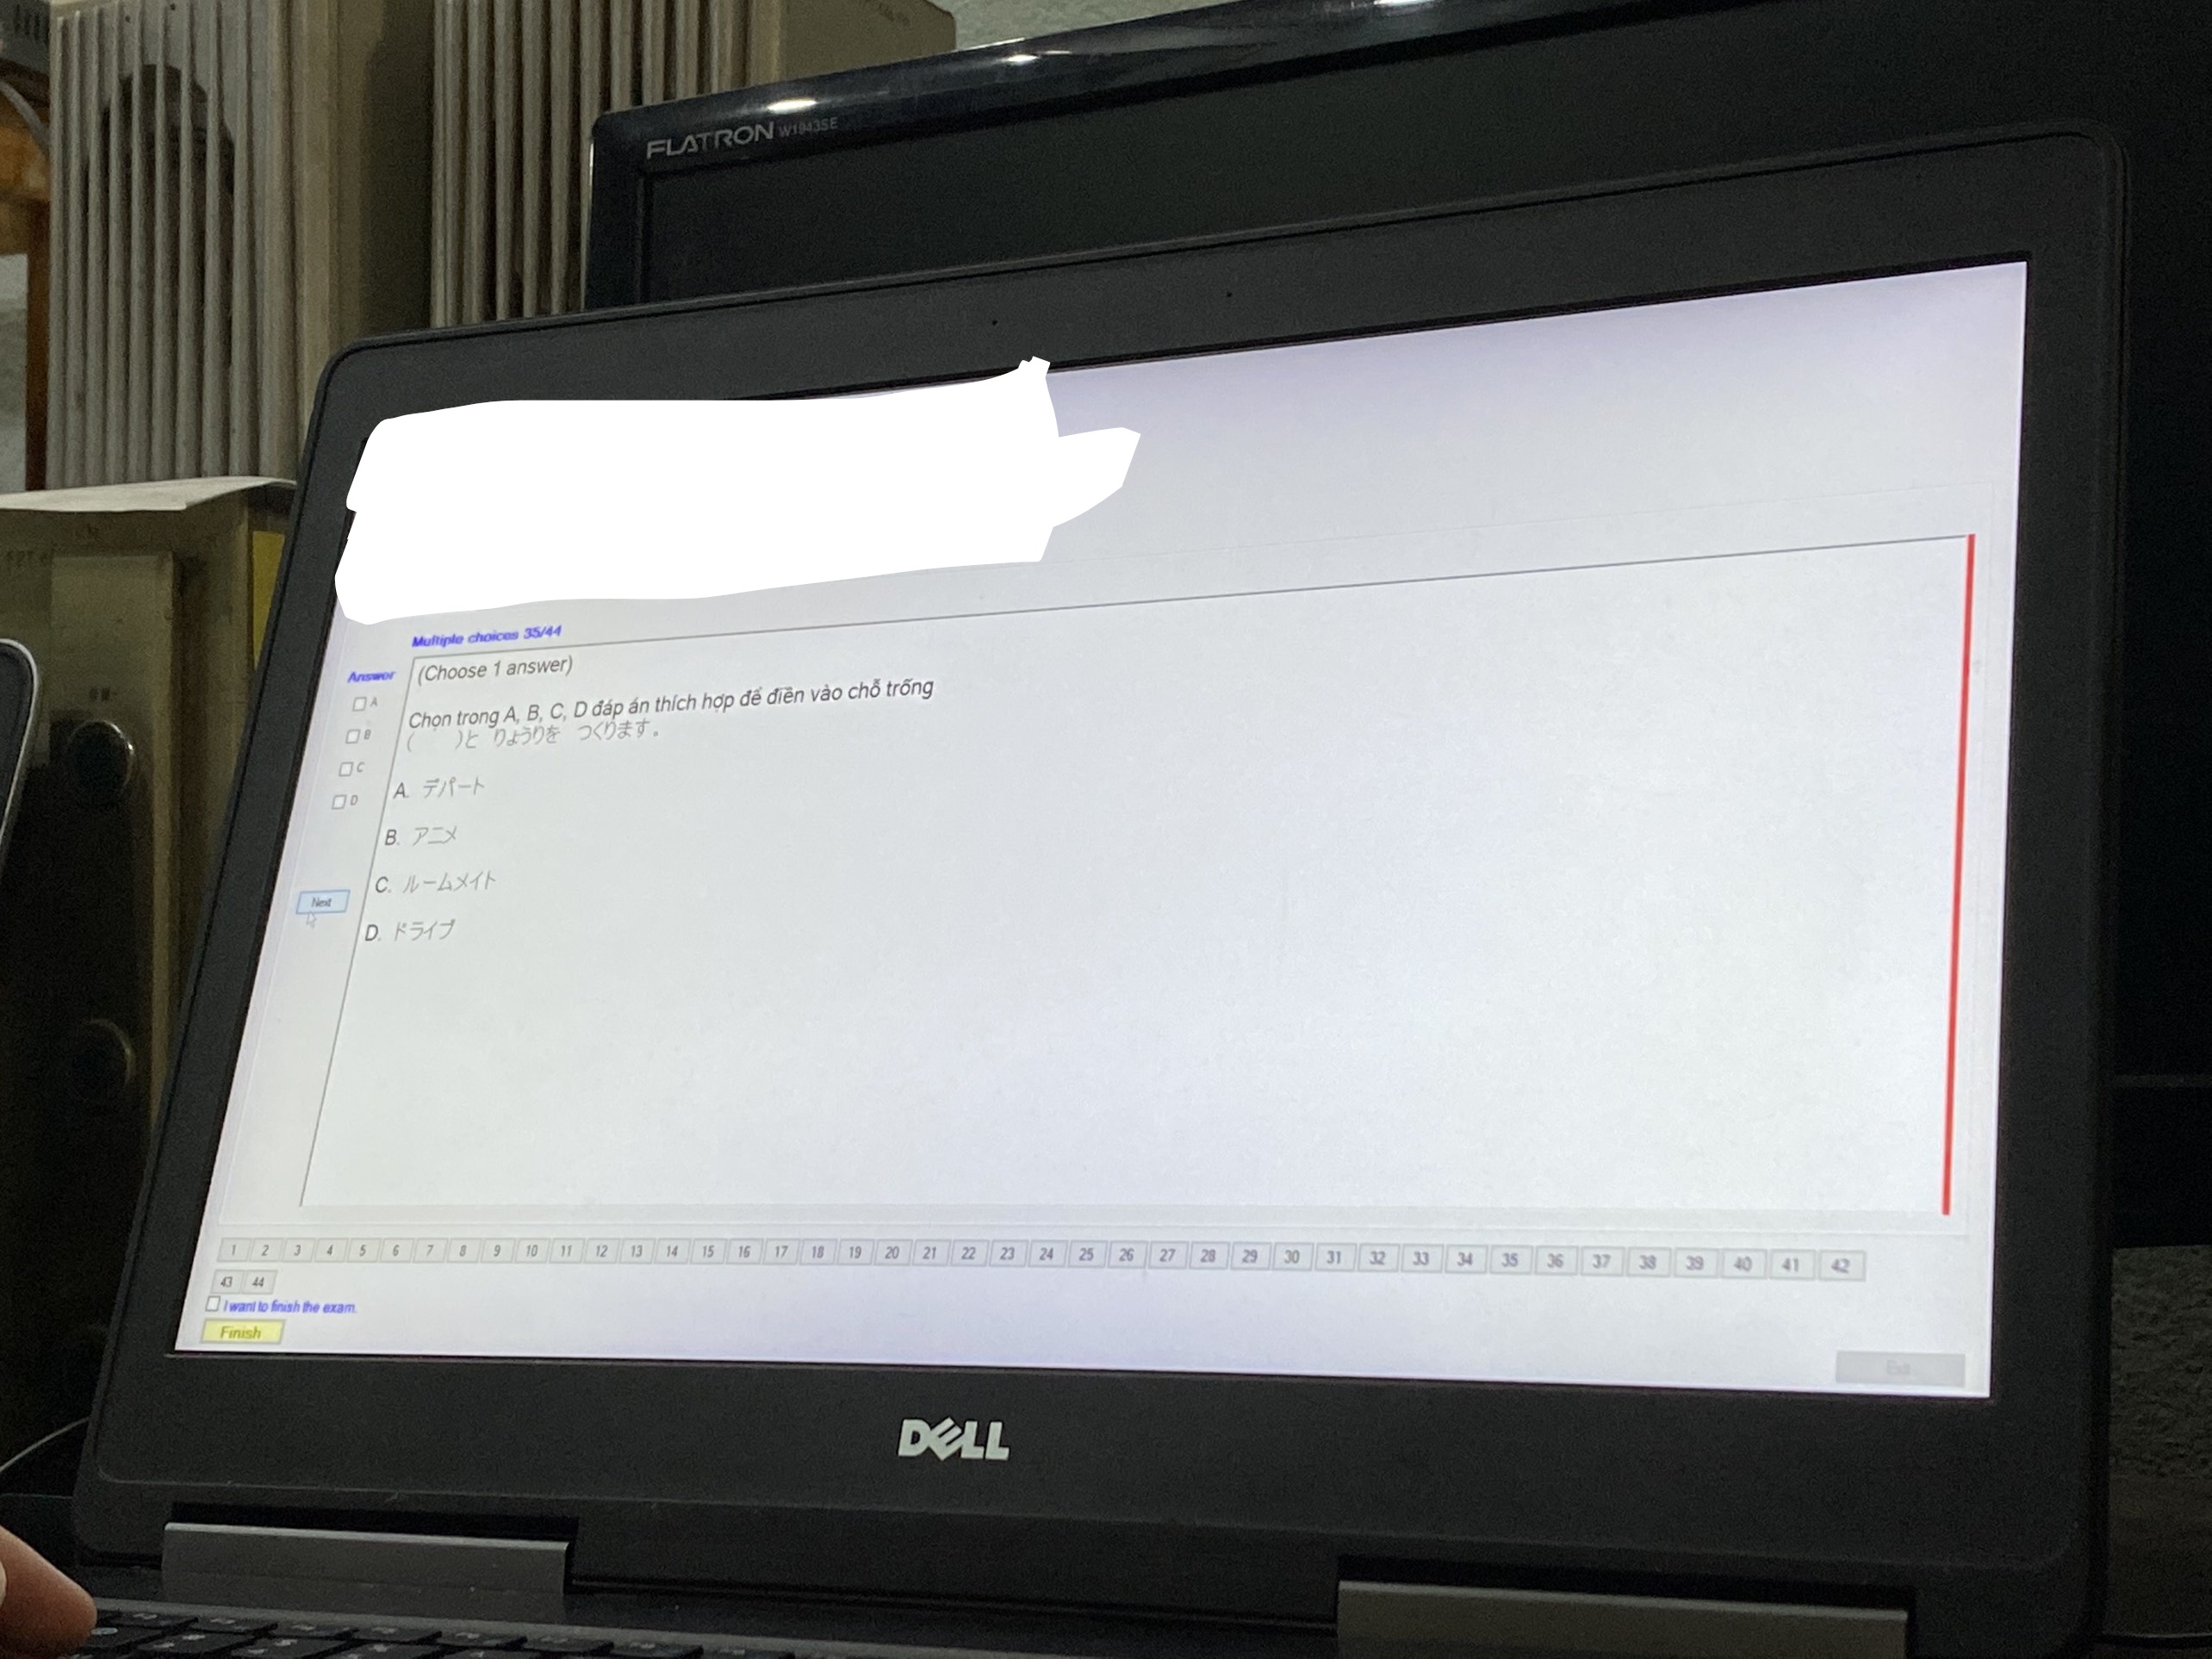 FLATRON W1943SE
Multiple choices 35/44
Answer
(Choose 1 answer)
A
B
C
D
Chọn trong A, B, C, D đáp án thích hợp để điền vào chỗ trống
(　　)と りょうりを つくります。
A. デパート
B. アニメ
C. ルームメイト
D. ドライブ
Next
1 2 3 4 5 6 7 8 9 10 11 12 13 14 15 16 17 18 19 20 21 22 23 24 25 26 27 28 29 30 31 32 33 34 35 36 37 38 39 40 41 42
43 44
I want to finish the exam.
Finish
DELL